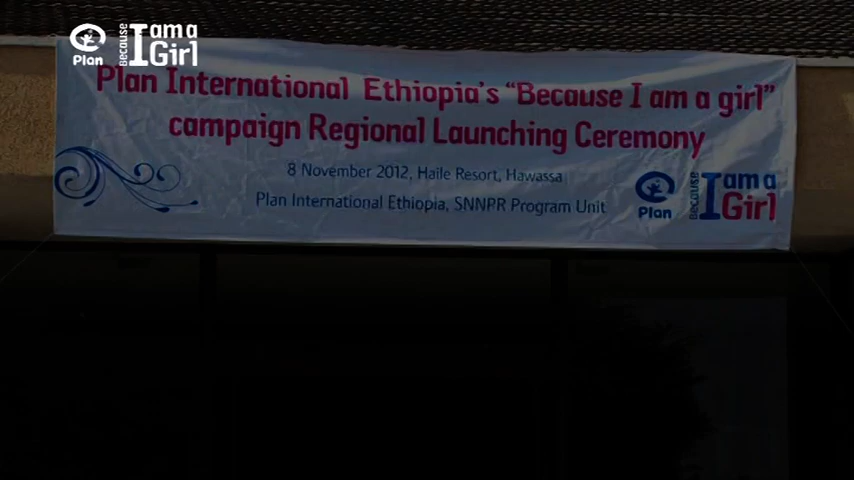 Plan
Because I am a Girl
Plan International Ethiopia's "Because I am a girl"
campaign Regional Launching Ceremony
8 November 2012, Haile Resort, Hawassa
Plan International Ethiopia, SNNPR Program Unit
Plan
Because I am a Girl